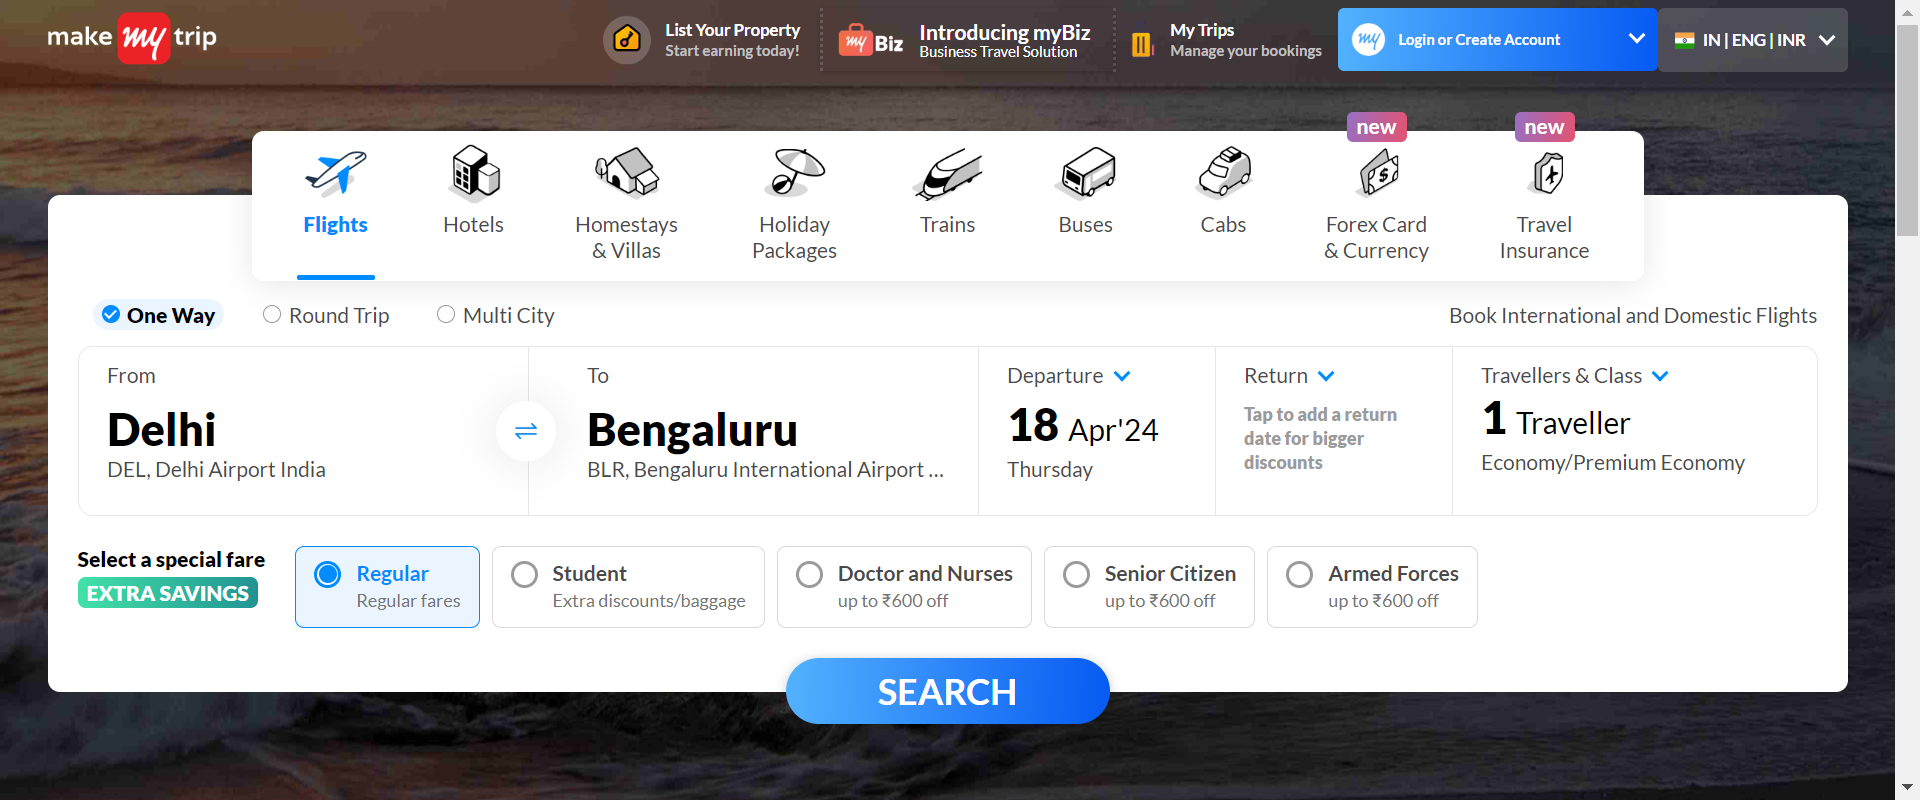 make my trip
List Your Property
Start earning today!
my Biz
Introducing myBiz
Business Travel Solution
My Trips
Manage your bookings
my
Login or Create Account
IN | ENG | INR
new
new
Flights
Hotels
Homestays
& Villas
Holiday
Packages
Trains
Buses
Cabs
Forex Card
& Currency
Travel
Insurance
One Way
Round Trip
Multi City
Book International and Domestic Flights
From
Delhi
DEL, Delhi Airport India
To
Bengaluru
BLR, Bengaluru International Airport ...
Departure
18 Apr'24
Thursday
Return
Tap to add a return
date for bigger
discounts
Travellers & Class
1 Traveller
Economy/Premium Economy
Select a special fare
EXTRA SAVINGS
Regular
Regular fares
Student
Extra discounts/baggage
Doctor and Nurses
up to ₹600 off
Senior Citizen
up to ₹600 off
Armed Forces
up to ₹600 off
SEARCH